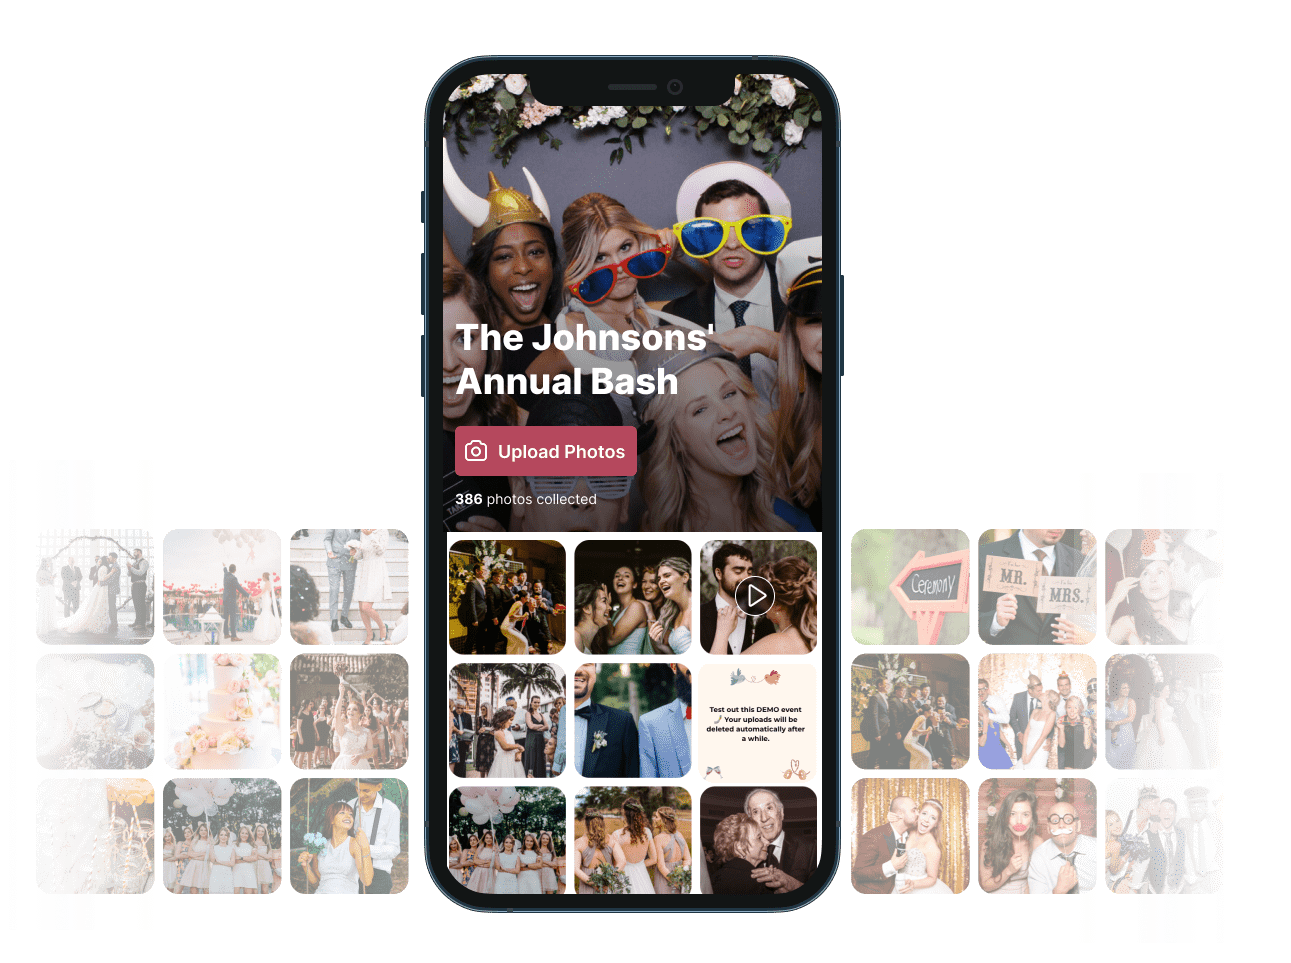 The Johnsons'
Annual Bash
Upload Photos
386 photos collected
Test out this DEMO event
Your uploads will be
deleted automatically after
a while.
Ceremony
MR.
MRS.